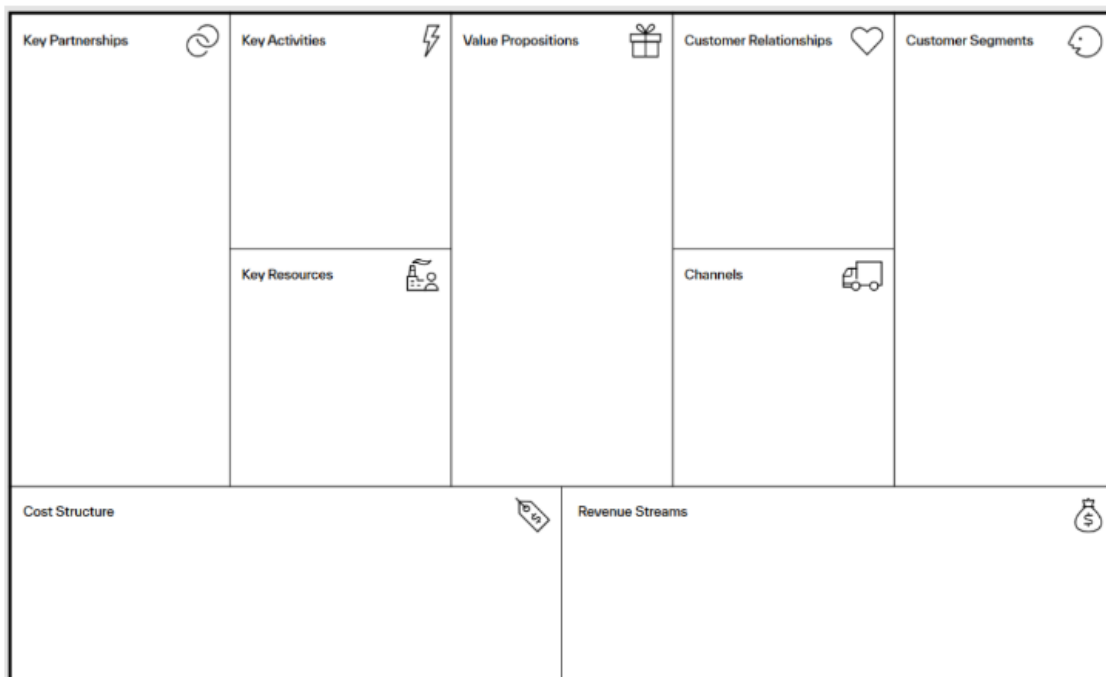 Key Partnerships
Key Activities
Value Propositions
Customer Relationships
Customer Segments
Key Resources
Channels
Cost Structure
Revenue Streams